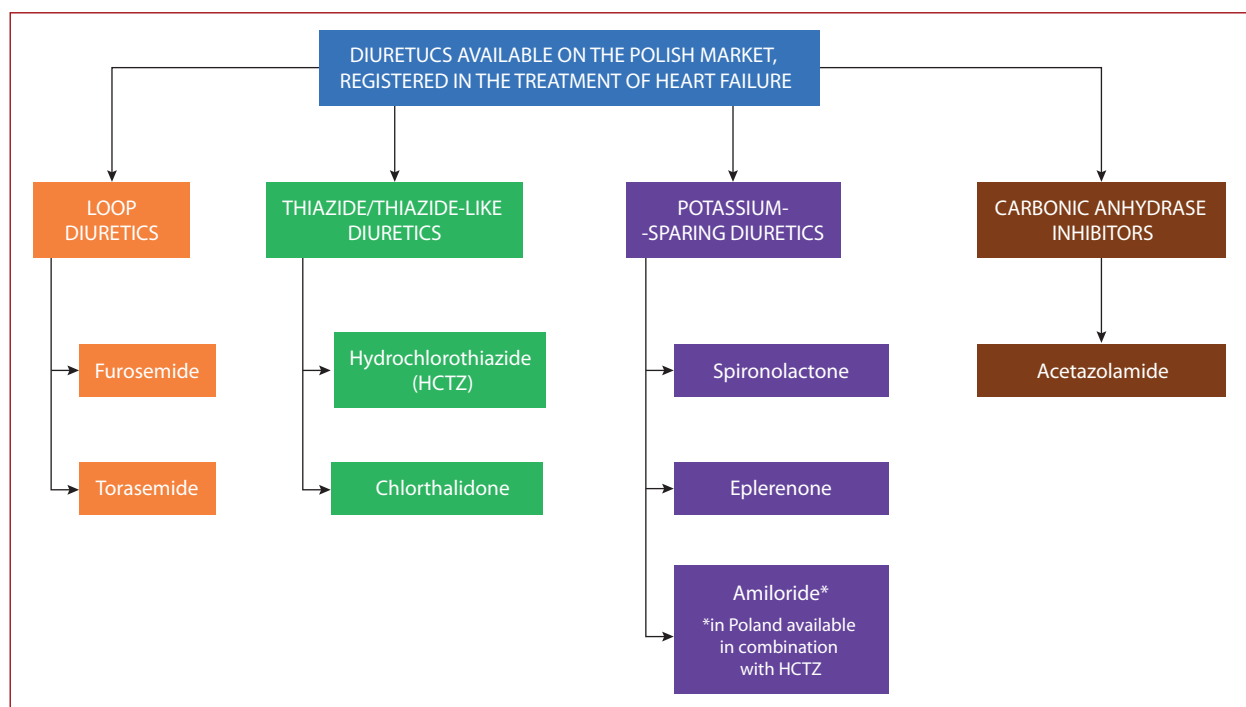 DIURETUCS AVAILABLE ON THE POLISH MARKET,
REGISTERED IN THE TREATMENT OF HEART FAILURE
LOOP
DIURETICS
THIAZIDE/THIAZIDE-LIKE
DIURETICS
POTASSIUM-
-SPARING DIURETICS
CARBONIC ANHYDRASE
INHIBITORS
Furosemide
Hydrochlorothiazide
(HCTZ)
Spironolactone
Acetazolamide
Torasemide
Chlorthalidone
Eplerenone
Amiloride*
*in Poland available
in combination
with HCTZ